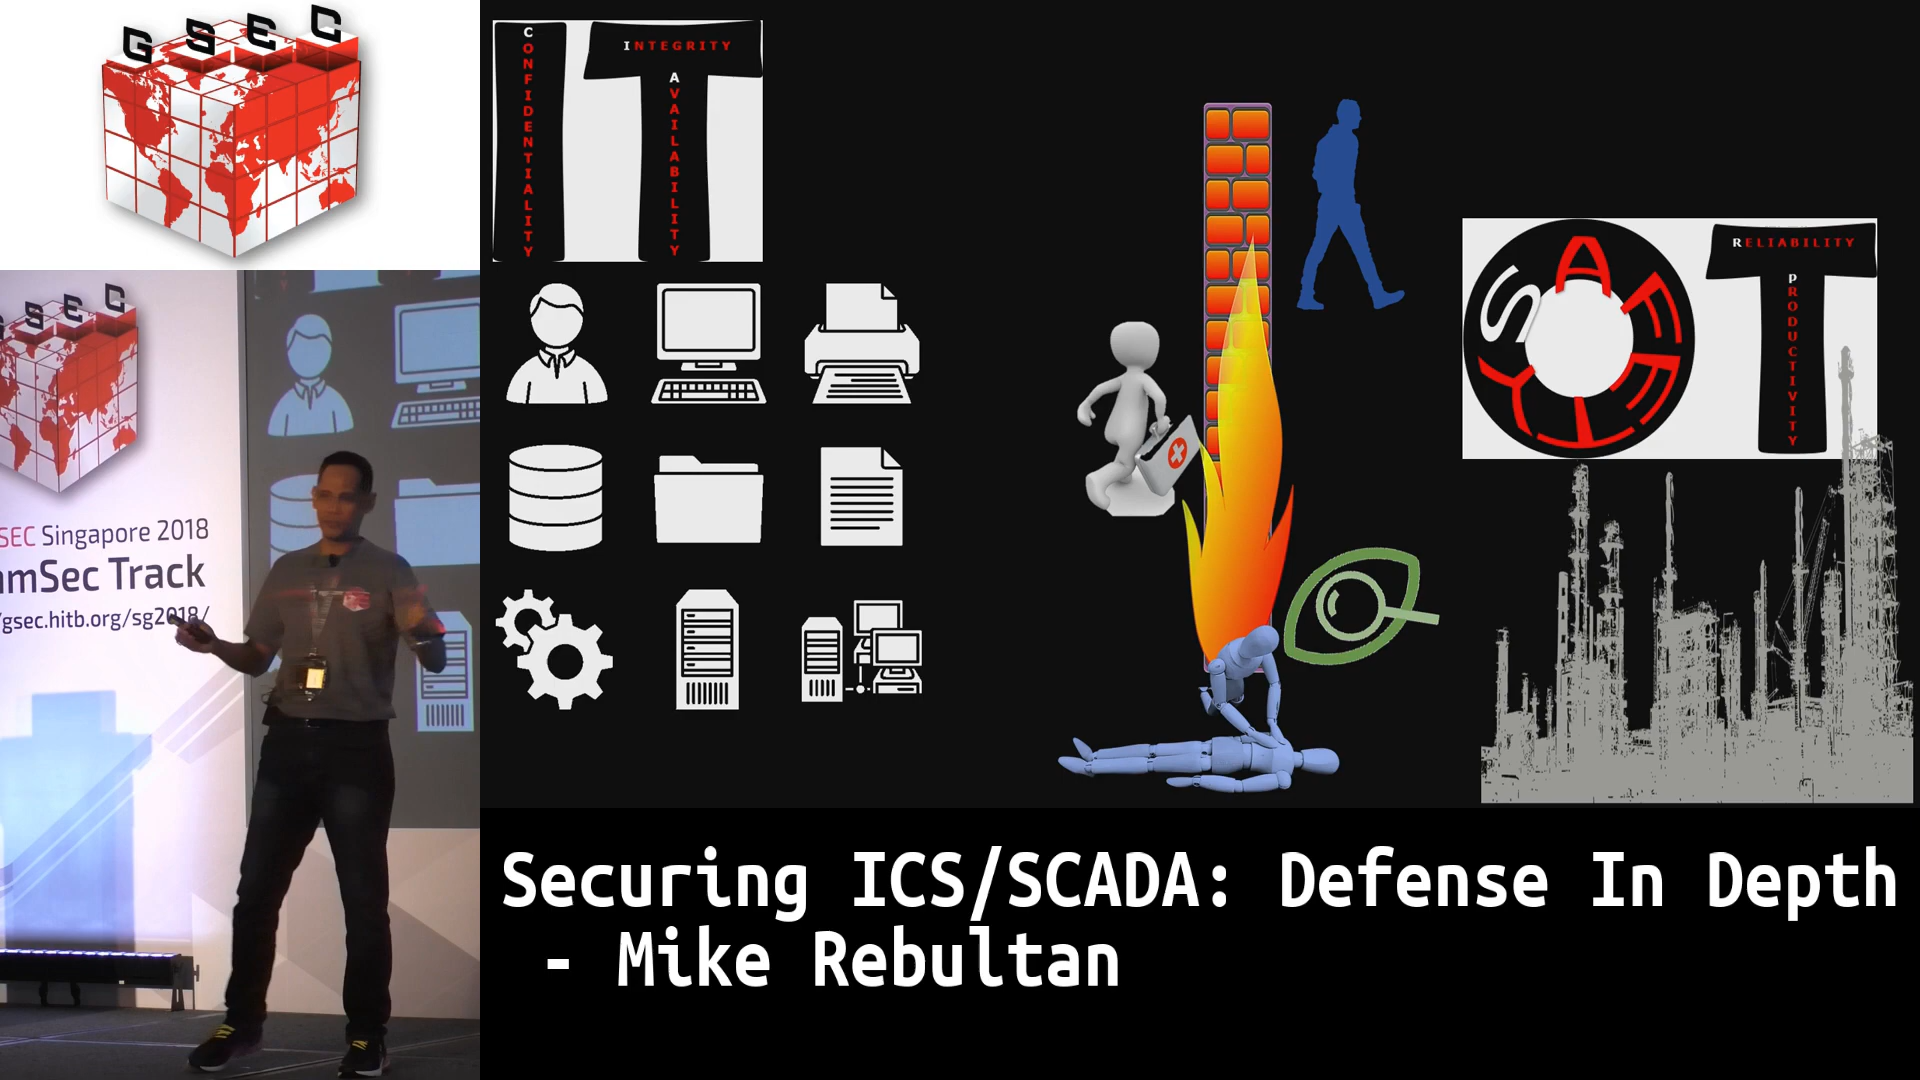 GSEC
GSEC
SEC Singapore 2018
mmSec Track
/gsec.hitb.org/sg2018/
CONFIDENTIALITY
INTEGRITY
AVAILABILITY
SAFETY
RELIABILITY
PRODUCTIVITY
Securing ICS/SCADA: Defense In Depth
- Mike Rebultan